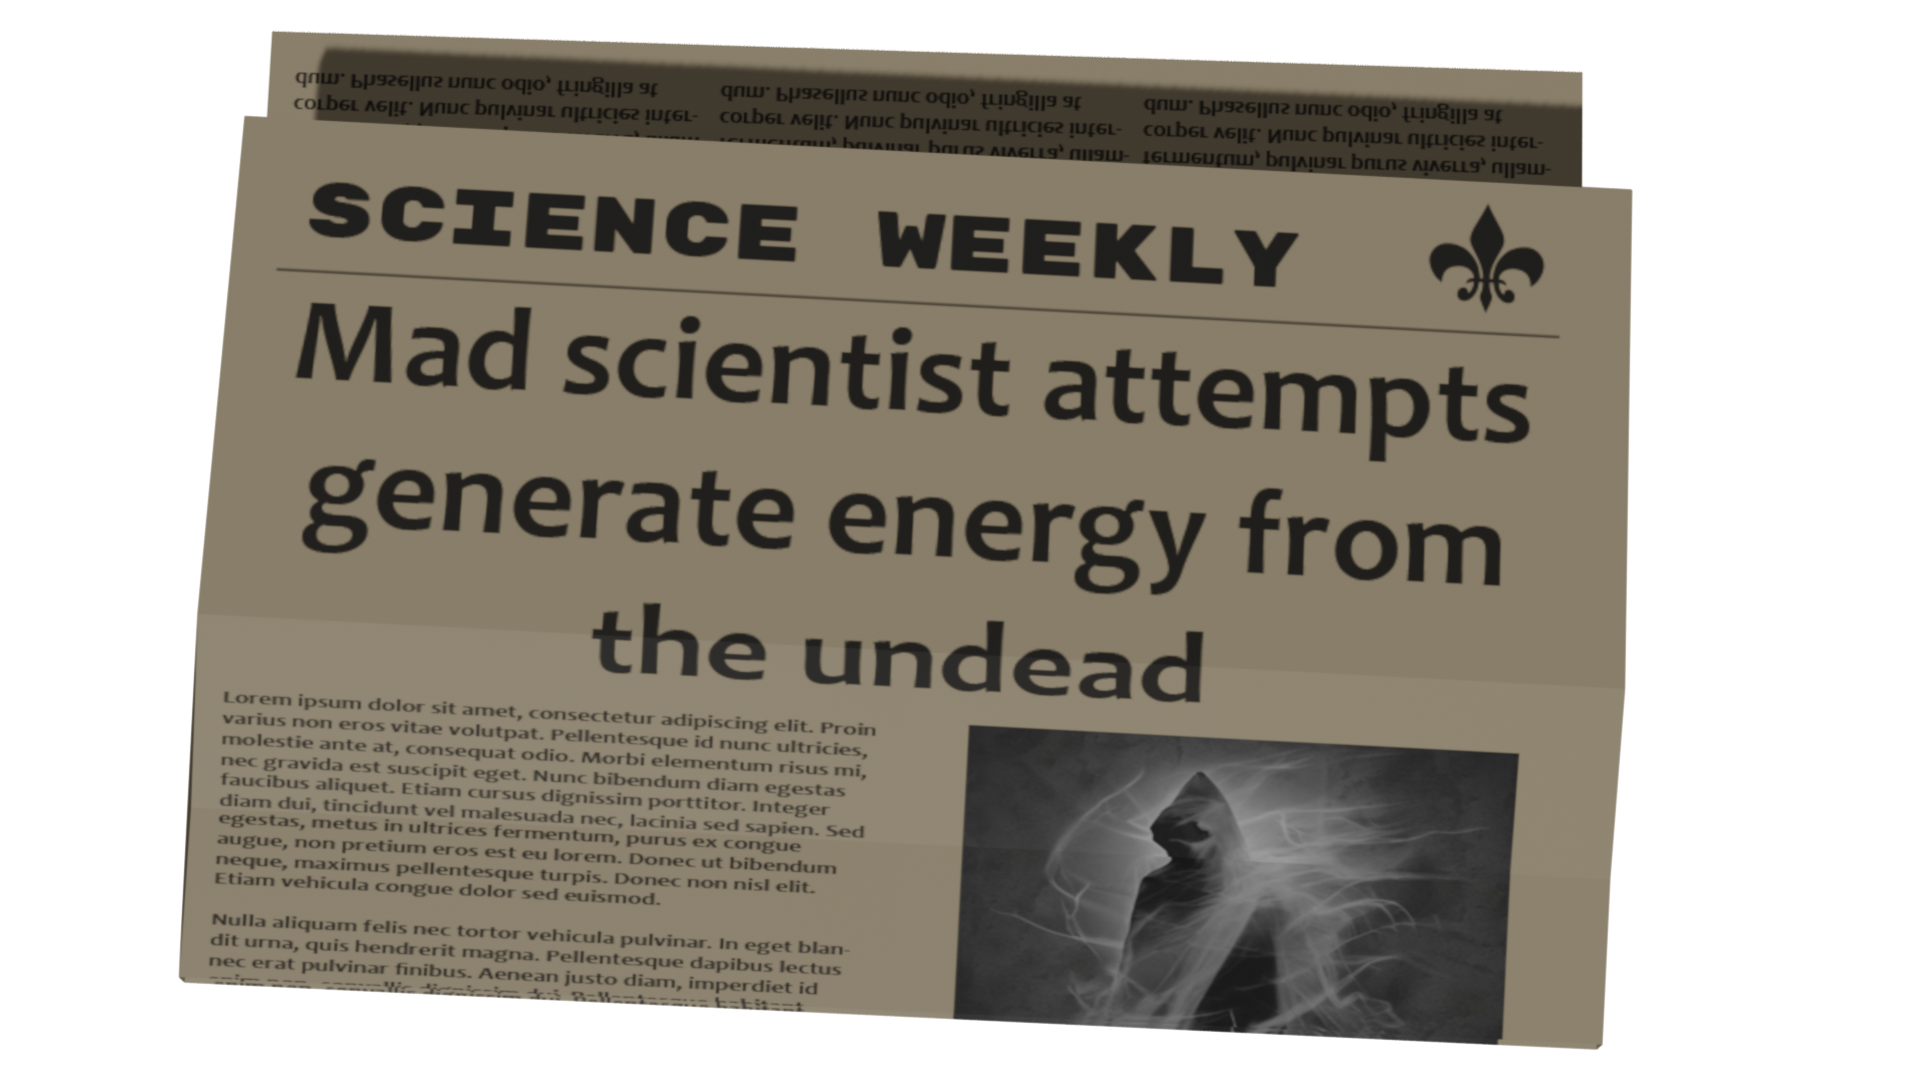 dum. Phasellus nunc odio, fringilla at
corper velit. Nunc pulvinar ultricies inter-
dum. Phasellus nunc odio, fringilla at
corper velit. Nunc pulvinar ultricies inter-
fermentum, pulvinar purus viverra, ullam-
dum. Phasellus nunc odio, fringilla at
corper velit. Nunc pulvinar ultricies inter-
fermentum, pulvinar purus viverra, ullam-
SCIENCE WEEKLY
Mad scientist attempts
generate energy from
the undead
Lorem ipsum dolor sit amet, consectetur adipiscing elit. Proin
varius non eros vitae volutpat. Pellentesque id nunc ultricies,
molestie ante at, consequat odio. Morbi elementum risus mi,
nec gravida est suscipit eget. Nunc bibendum diam egestas
faucibus aliquet. Etiam cursus dignissim porttitor. Integer
diam dui, tincidunt vel malesuada nec, lacinia sed sapien. Sed
egestas, metus in ultrices fermentum, purus ex congue
augue, non pretium eros est eu lorem. Donec ut bibendum
neque, maximus pellentesque turpis. Donec non nisl elit.
Etiam vehicula congue dolor sed euismod.
Nulla aliquam felis nec tortor vehicula pulvinar. In eget blan-
dit urna, quis hendrerit magna. Pellentesque dapibus lectus
nec erat pulvinar finibus. Aenean justo diam, imperdiet id